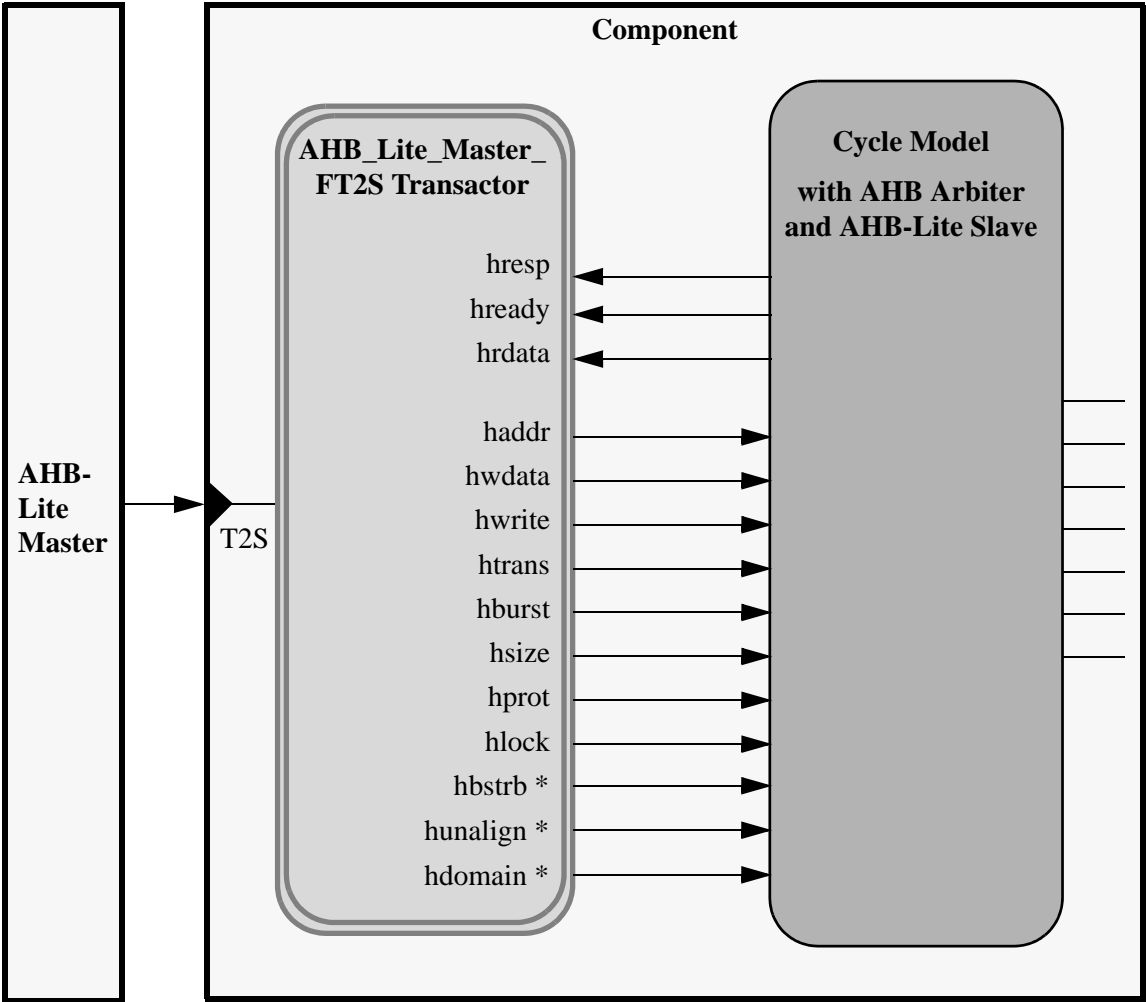 Component
AHB_Lite_Master_
FT2S Transactor
Cycle Model
with AHB Arbiter
and AHB-Lite Slave
hresp
hready
hrdata
haddr
hwdata
hwrite
htrans
hburst
hsize
hprot
hlock
hbstrb *
hunalign *
hdomain *
AHB-
Lite
Master
T2S